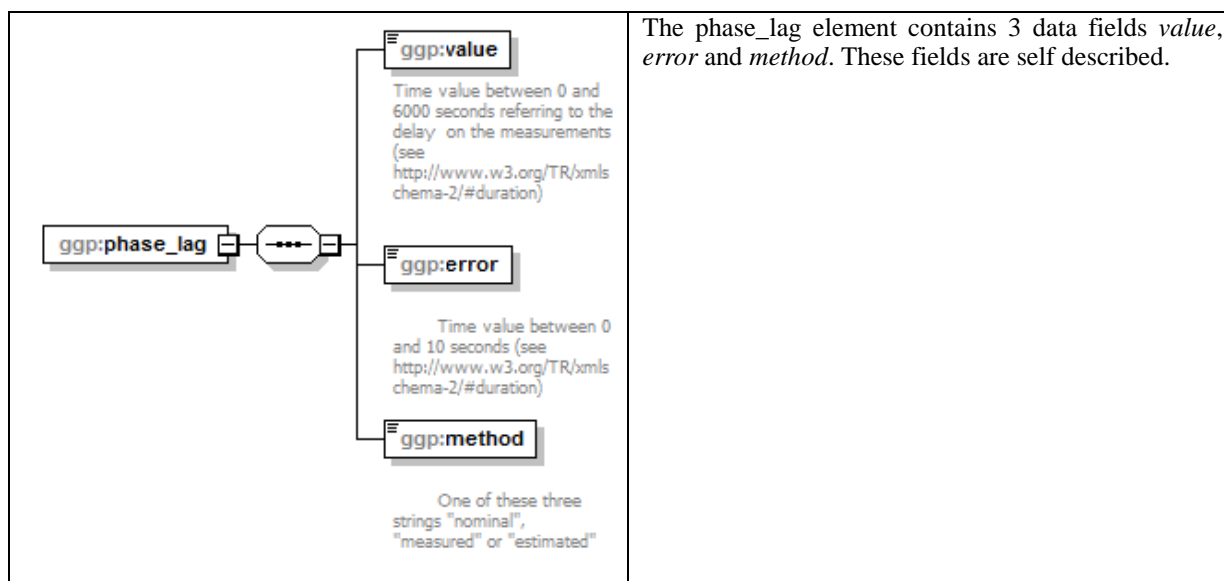 ggp:value
Time value between 0 and
6000 seconds referring to the
delay on the measurements
(see
http://www.w3.org/TR/xmls
chema-2/#duration)
ggp:phase_lag
ggp:error
Time value between 0
and 10 seconds (see
http://www.w3.org/TR/xmls
chema-2/#duration)
ggp:method
One of these three
strings "nominal",
"measured" or "estimated"
The phase_lag element contains 3 data fields value,
error and method. These fields are self described.